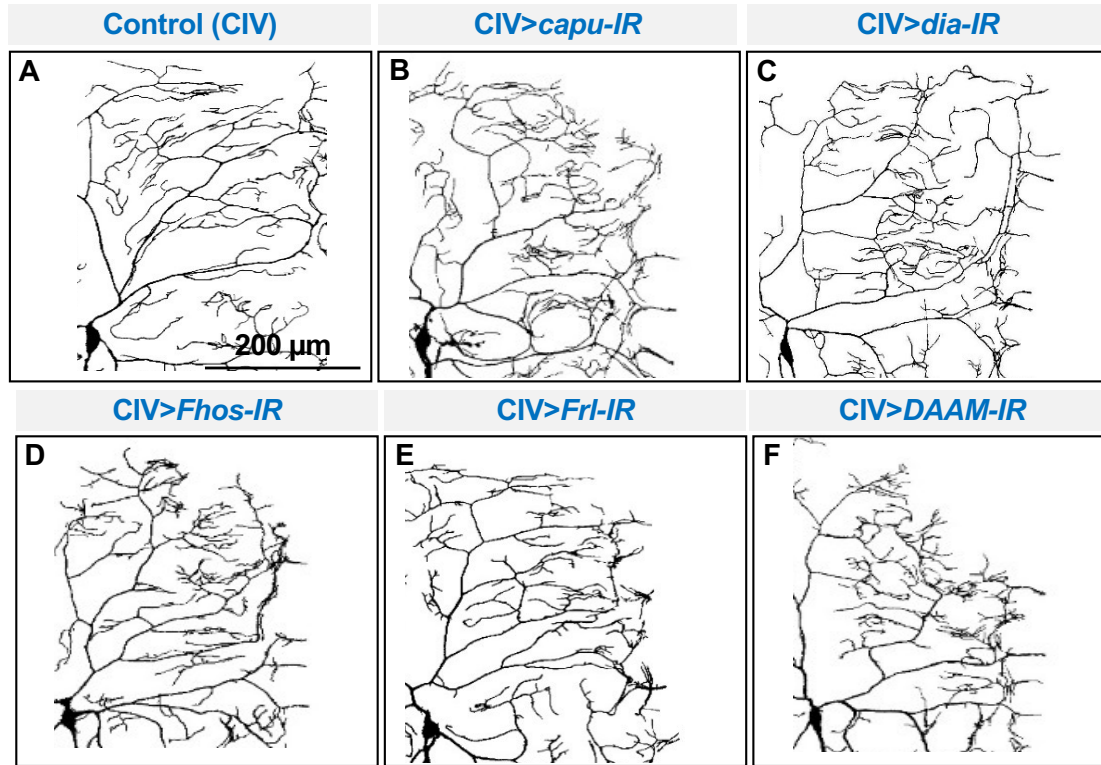 Control (CIV)
CIV>capu-IR
CIV>dia-IR
A
B
C
200 µm
CIV>Fhos-IR
CIV>Frl-IR
CIV>DAAM-IR
D
E
F